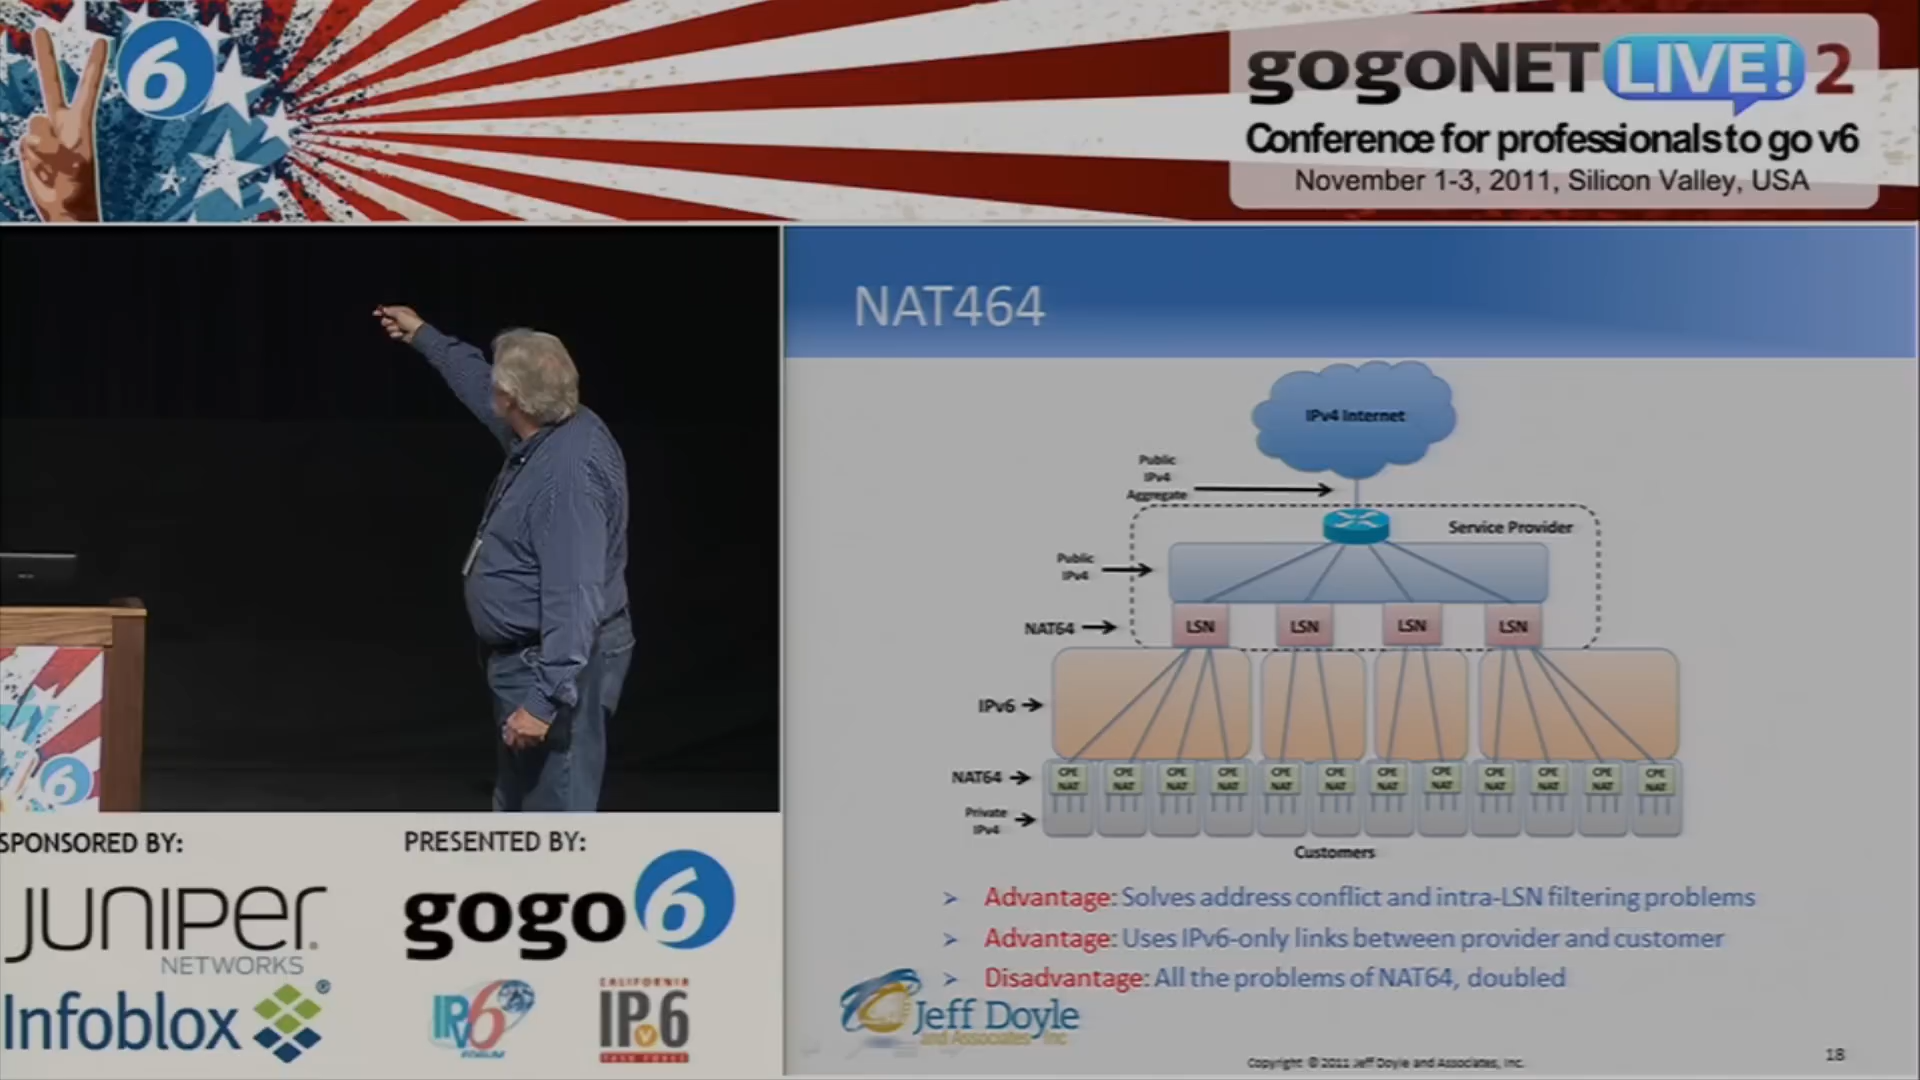 6
gogoNET LIVE! 2
Conference for professionals to go v6
November 1-3, 2011, Silicon Valley, USA
NAT464
IPv4 Internet
Public
IPv4
Aggregate
Service Provider
Public
IPv4
NAT64
LSN LSN LSN LSN
IPv6
NAT64
CPE NAT CPE NAT CPE NAT CPE NAT CPE NAT CPE NAT CPE NAT CPE NAT CPE NAT CPE NAT CPE NAT CPE NAT
Private
IPv4
Customers
Advantage: Solves address conflict and intra-LSN filtering problems
Advantage: Uses IPv6-only links between provider and customer
Disadvantage: All the problems of NAT64, doubled
Jeff Doyle
and Associates, Inc
Copyright © 2011 Jeff Doyle and Associates, Inc.
18
6
SPONSORED BY:
JUNIPER
NETWORKS
Infoblox
PRESENTED BY:
gogo6
IPv6
FORUM
CALIFORNIA
IPv6
TASK FORCE